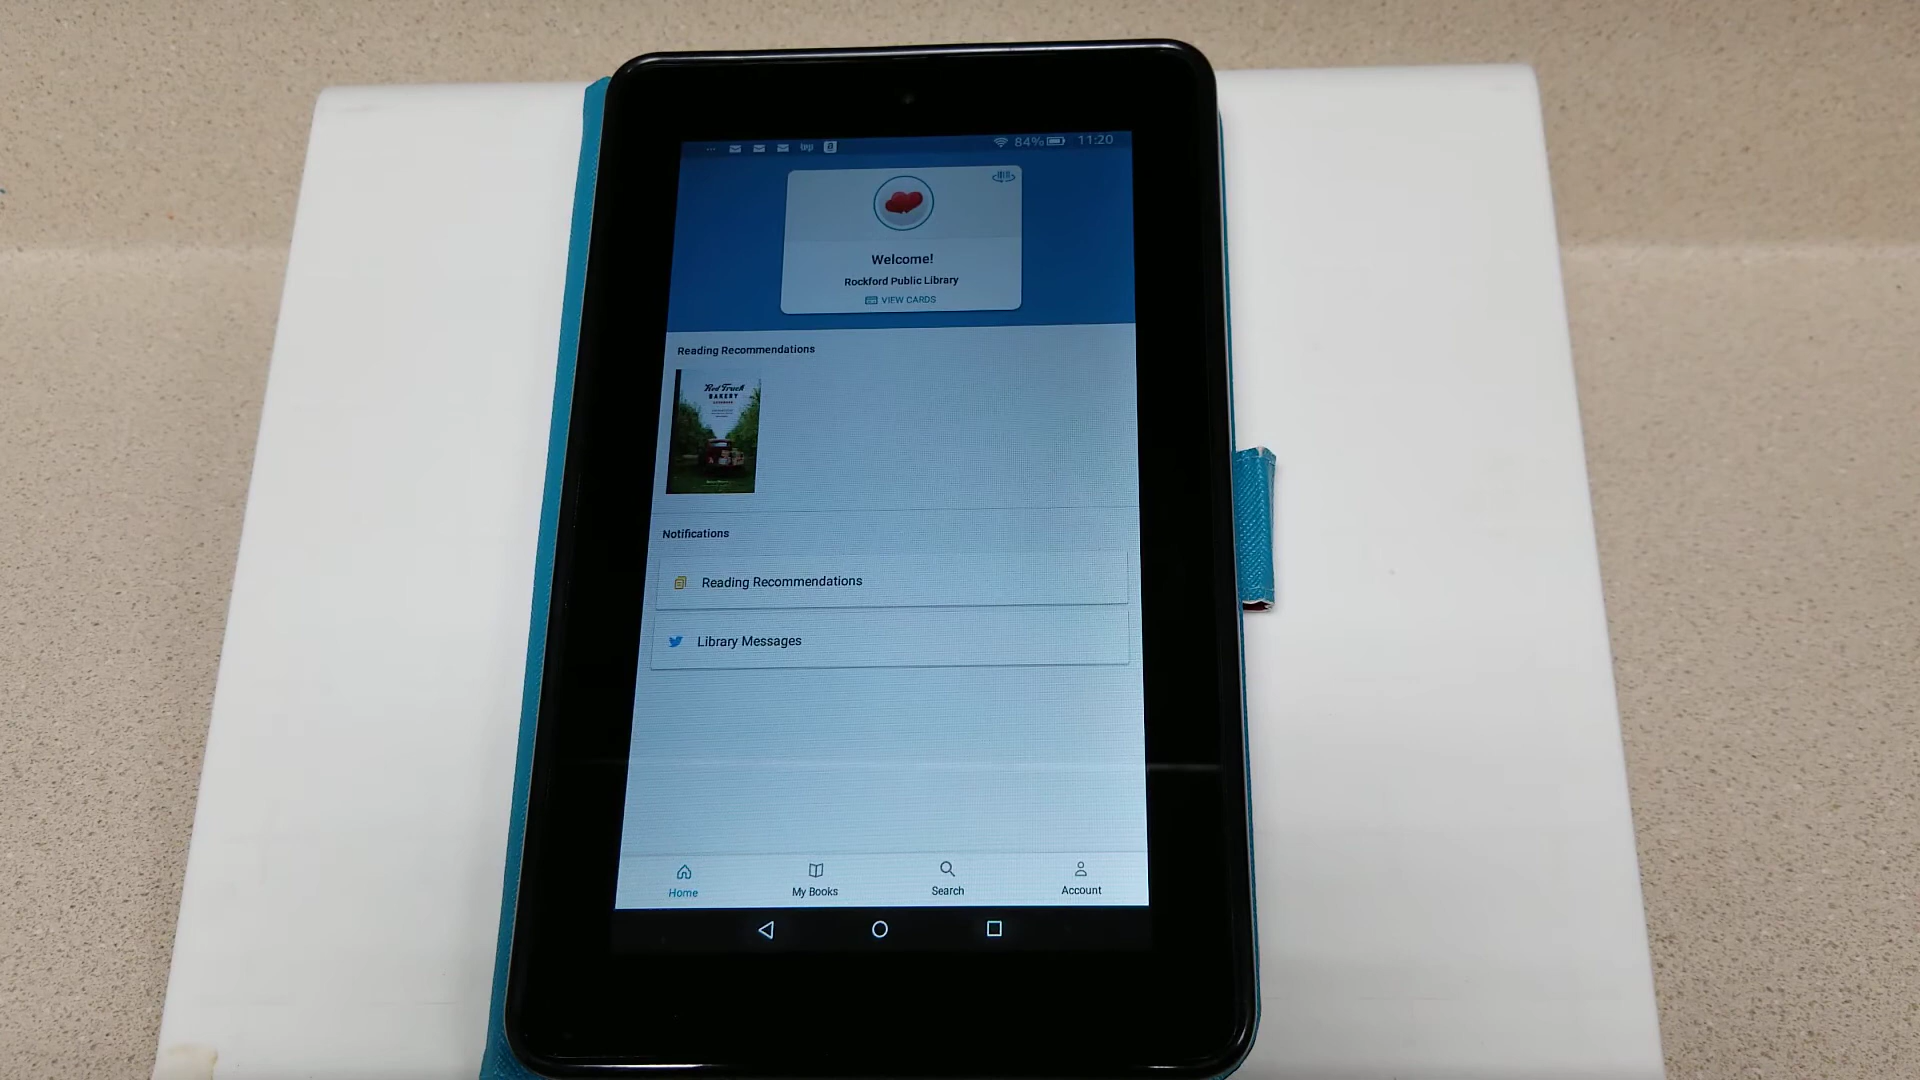 84% 11:20
Welcome!
Rockford Public Library
VIEW CARDS
Reading Recommendations
Red Truck
BAKERY
Notifications
Reading Recommendations
Library Messages
Home
My Books
Search
Account